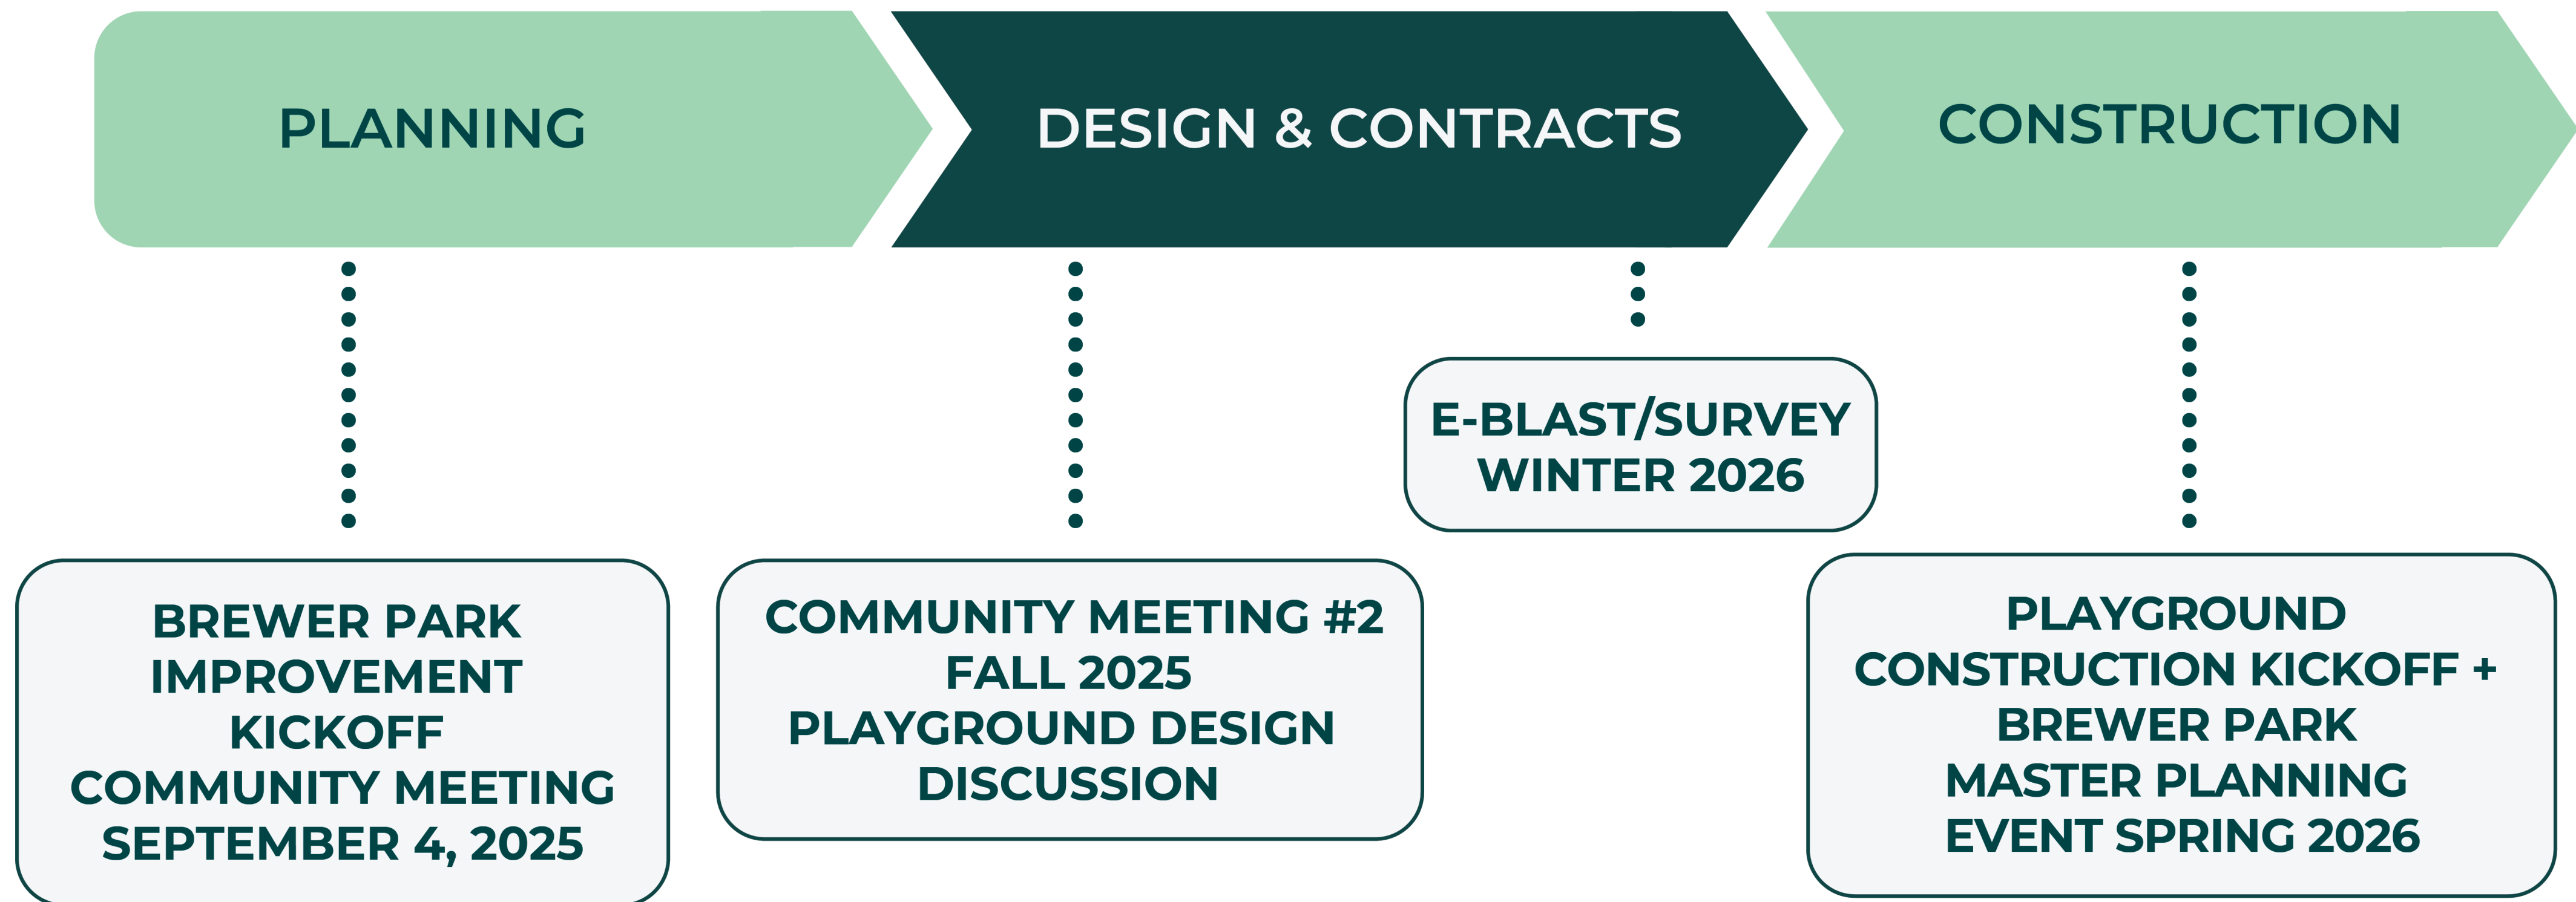 PLANNING
DESIGN & CONTRACTS
CONSTRUCTION
BREWER PARK
IMPROVEMENT
KICKOFF
COMMUNITY MEETING
SEPTEMBER 4, 2025
COMMUNITY MEETING #2
FALL 2025
PLAYGROUND DESIGN
DISCUSSION
E-BLAST/SURVEY
WINTER 2026
PLAYGROUND
CONSTRUCTION KICKOFF +
BREWER PARK
MASTER PLANNING
EVENT SPRING 2026